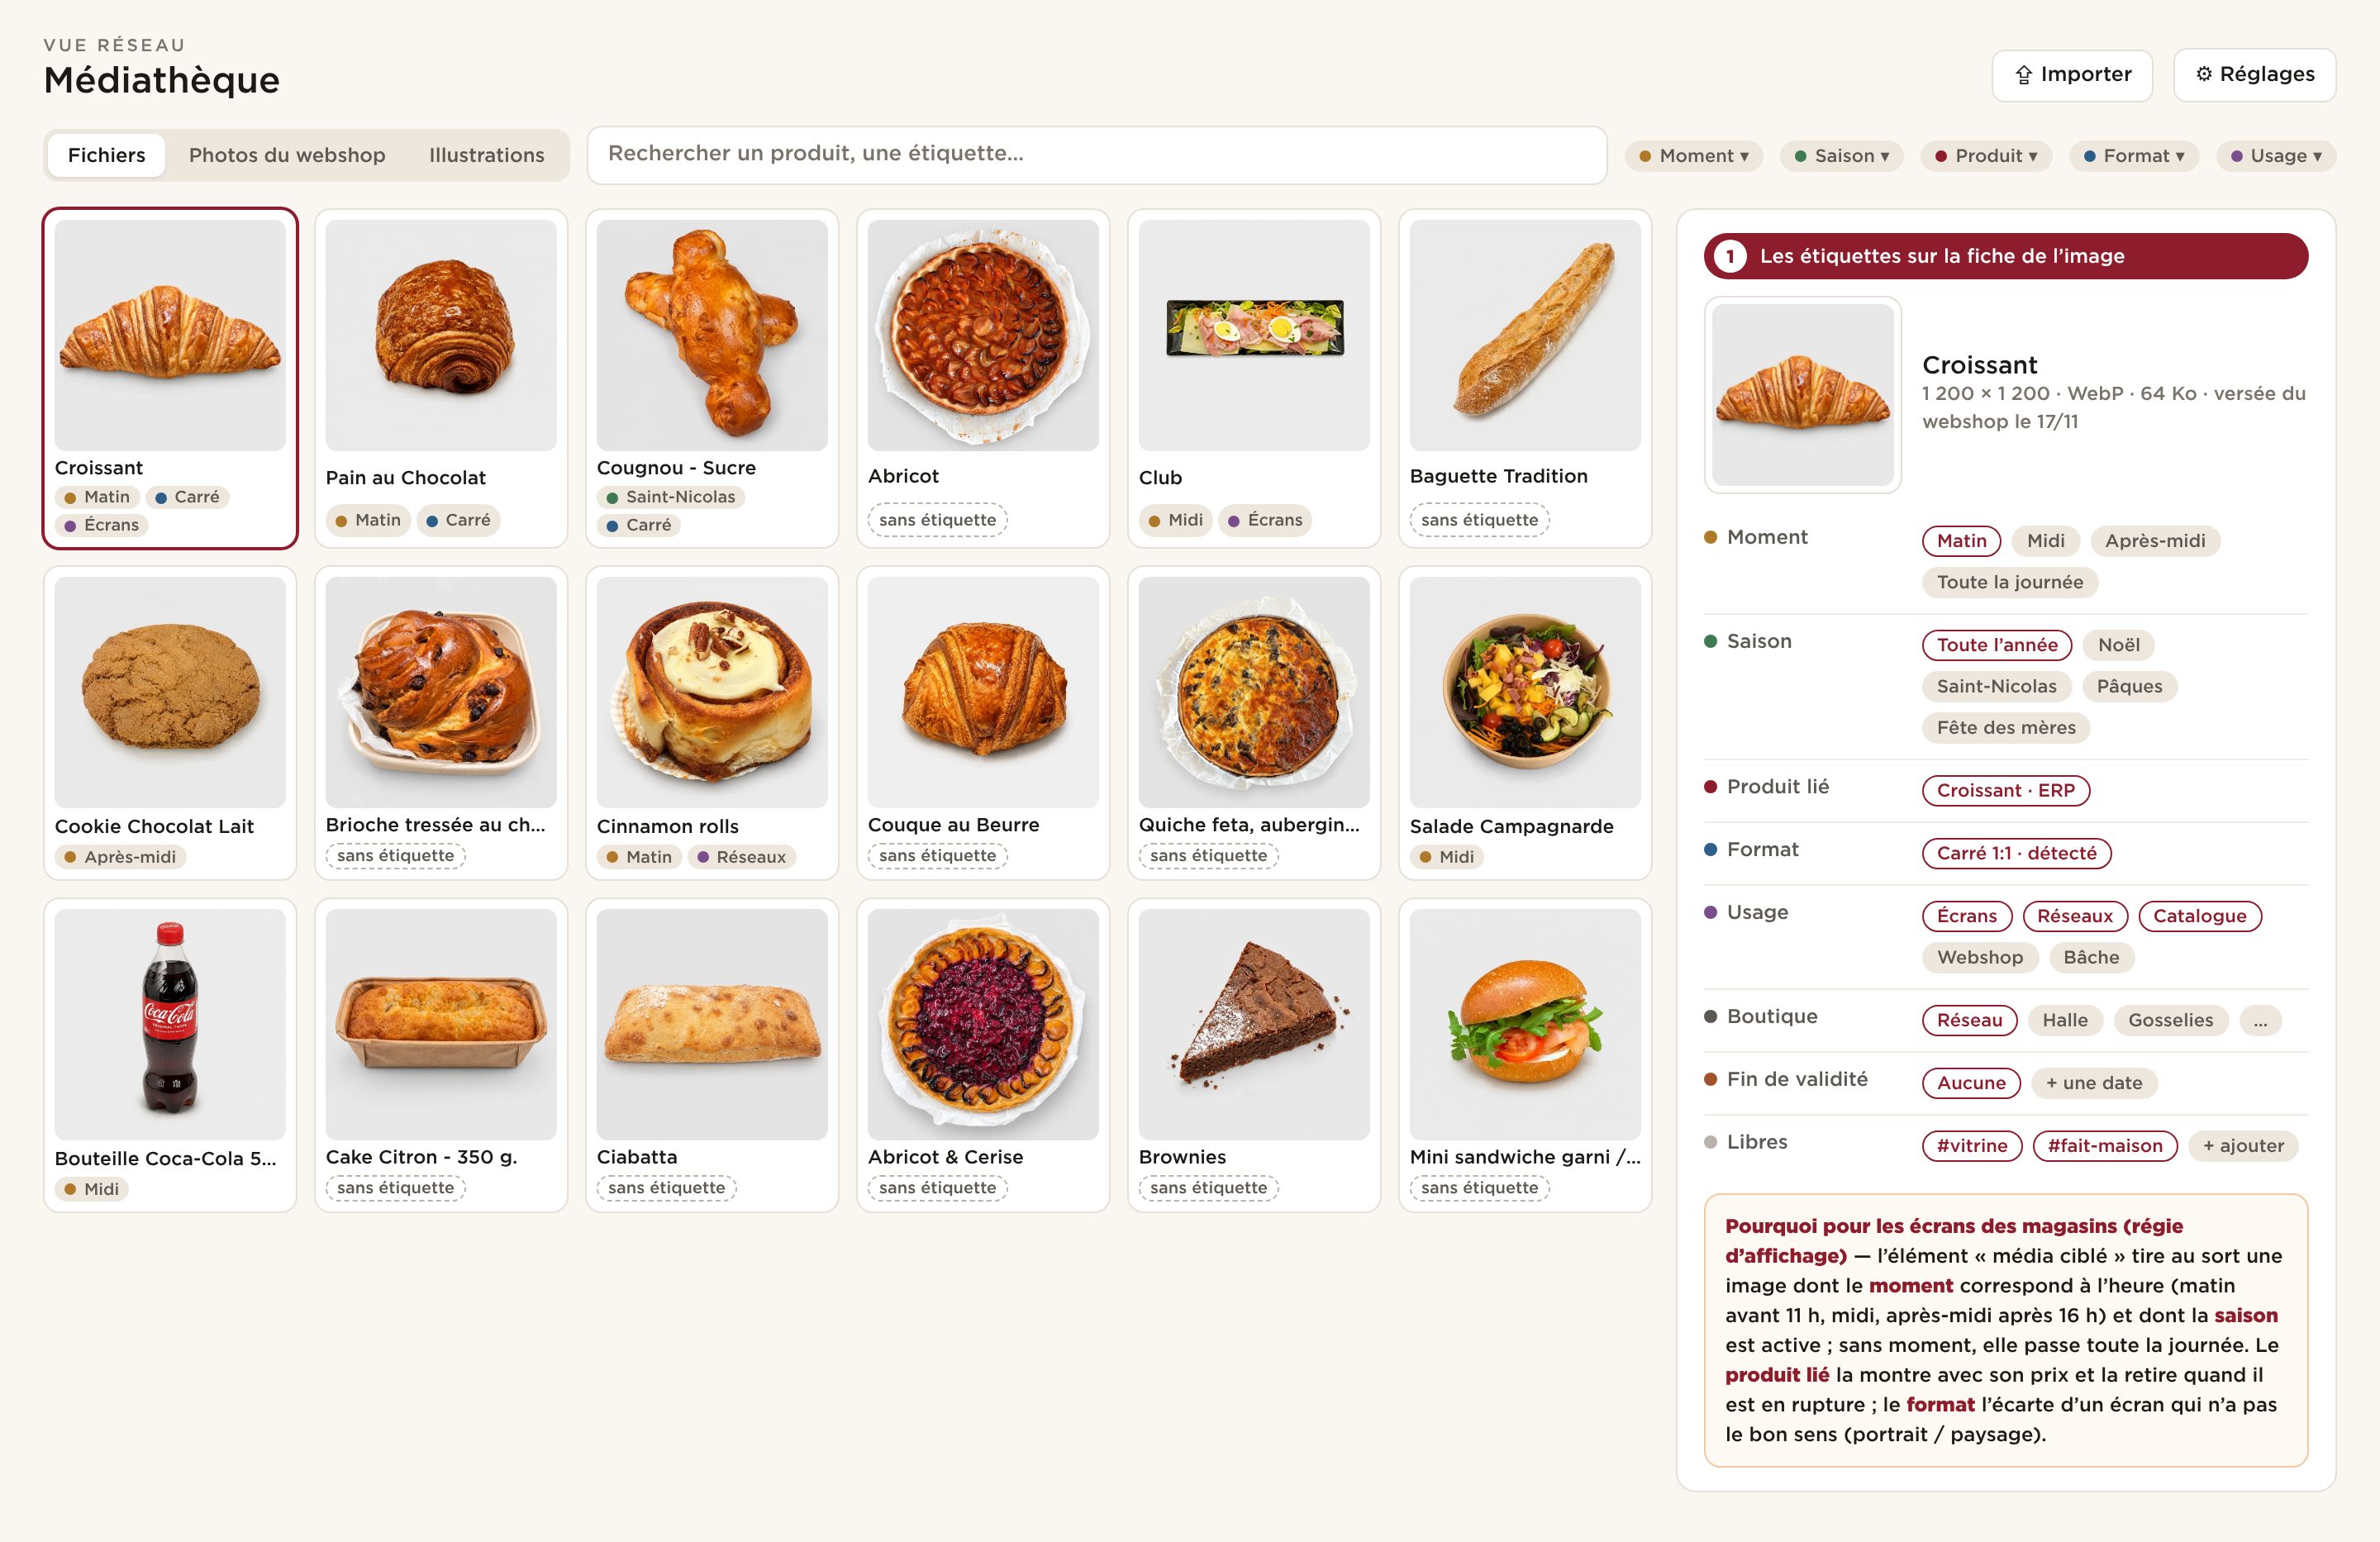 VUE RÉSEAU
Médiathèque
Importer
Réglages
Fichiers
Photos du webshop
Illustrations
Rechercher un produit, une étiquette...
Moment ▾
Saison ▾
Produit ▾
Format ▾
Usage ▾
Croissant
Matin
Carré
Écrans
Pain au Chocolat
Matin
Carré
Cougnou - Sucre
Saint-Nicolas
Carré
Abricot
sans étiquette
Club
Midi
Écrans
Baguette Tradition
sans étiquette
Cookie Chocolat Lait
Après-midi
Brioche tressée au ch...
sans étiquette
Cinnamon rolls
Matin
Réseaux
Couque au Beurre
sans étiquette
Quiche feta, aubergin...
sans étiquette
Salade Campagnarde
Midi
Coca-Cola
Bouteille Coca-Cola 5...
Midi
Cake Citron - 350 g.
sans étiquette
Ciabatta
sans étiquette
Abricot & Cerise
sans étiquette
Brownies
sans étiquette
Mini sandwiche garni /...
sans étiquette
1 Les étiquettes sur la fiche de l’image
Croissant
1 200 × 1 200 · WebP · 64 Ko · versée du
webshop le 17/11
Moment
Matin
Midi
Après-midi
Toute la journée
Saison
Toute l’année
Noël
Saint-Nicolas
Pâques
Fête des mères
Produit lié
Croissant · ERP
Format
Carré 1:1 · détecté
Usage
Écrans
Réseaux
Catalogue
Webshop
Bâche
Boutique
Réseau
Halle
Gosselies
...
Fin de validité
Aucune
+ une date
Libres
#vitrine
#fait-maison
+ ajouter
Pourquoi pour les écrans des magasins (régie
d’affichage) — l’élément « média ciblé » tire au sort une
image dont le moment correspond à l’heure (matin
avant 11 h, midi, après-midi après 16 h) et dont la saison
est active ; sans moment, elle passe toute la journée. Le
produit lié la montre avec son prix et la retire quand il
est en rupture ; le format l’écarte d’un écran qui n’a pas
le bon sens (portrait / paysage).